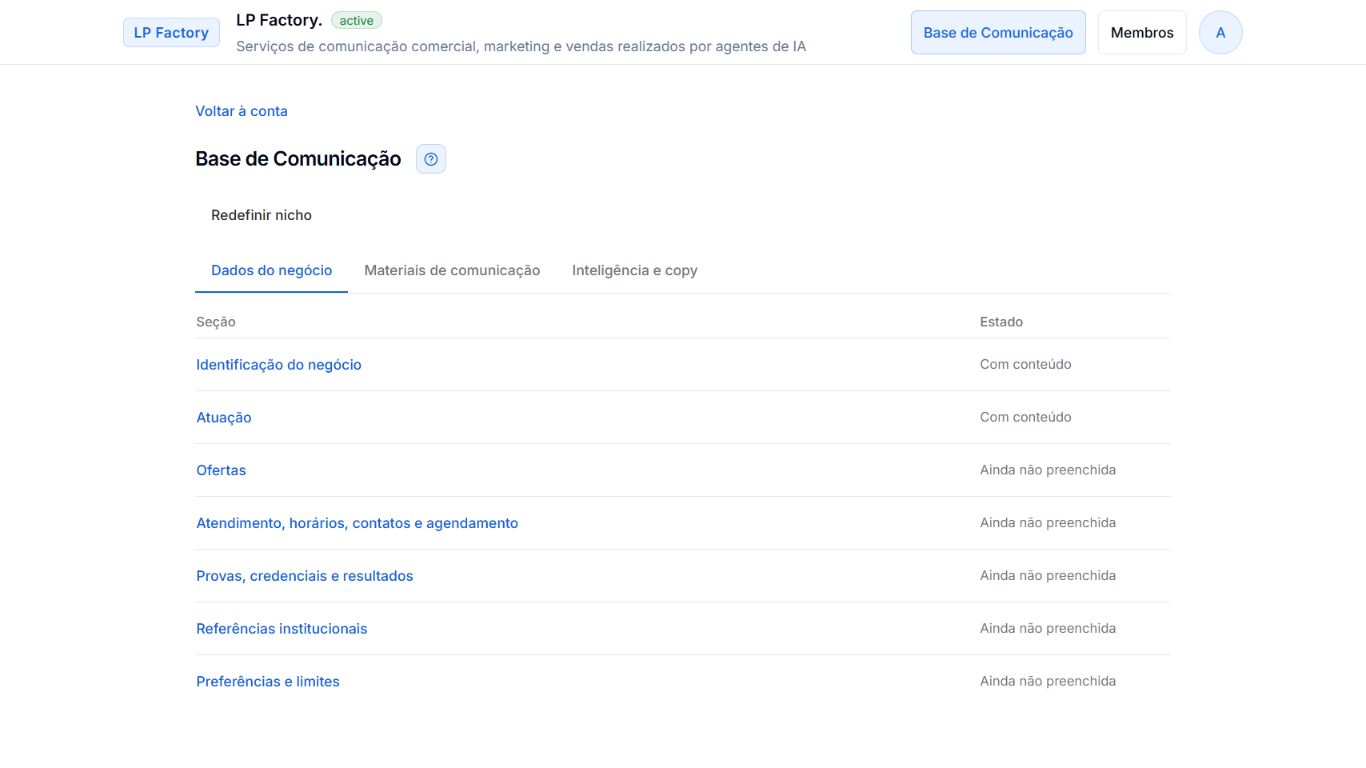 LP Factory
LP Factory. active
Serviços de comunicação comercial, marketing e vendas realizados por agentes de IA
Base de Comunicação
Membros
A
Voltar à conta
Base de Comunicação
Redefinir nicho
Dados do negócio Materiais de comunicação Inteligência e copy
Seção Estado
Identificação do negócio Com conteúdo
Atuação Com conteúdo
Ofertas Ainda não preenchida
Atendimento, horários, contatos e agendamento Ainda não preenchida
Provas, credenciais e resultados Ainda não preenchida
Referências institucionais Ainda não preenchida
Preferências e limites Ainda não preenchida